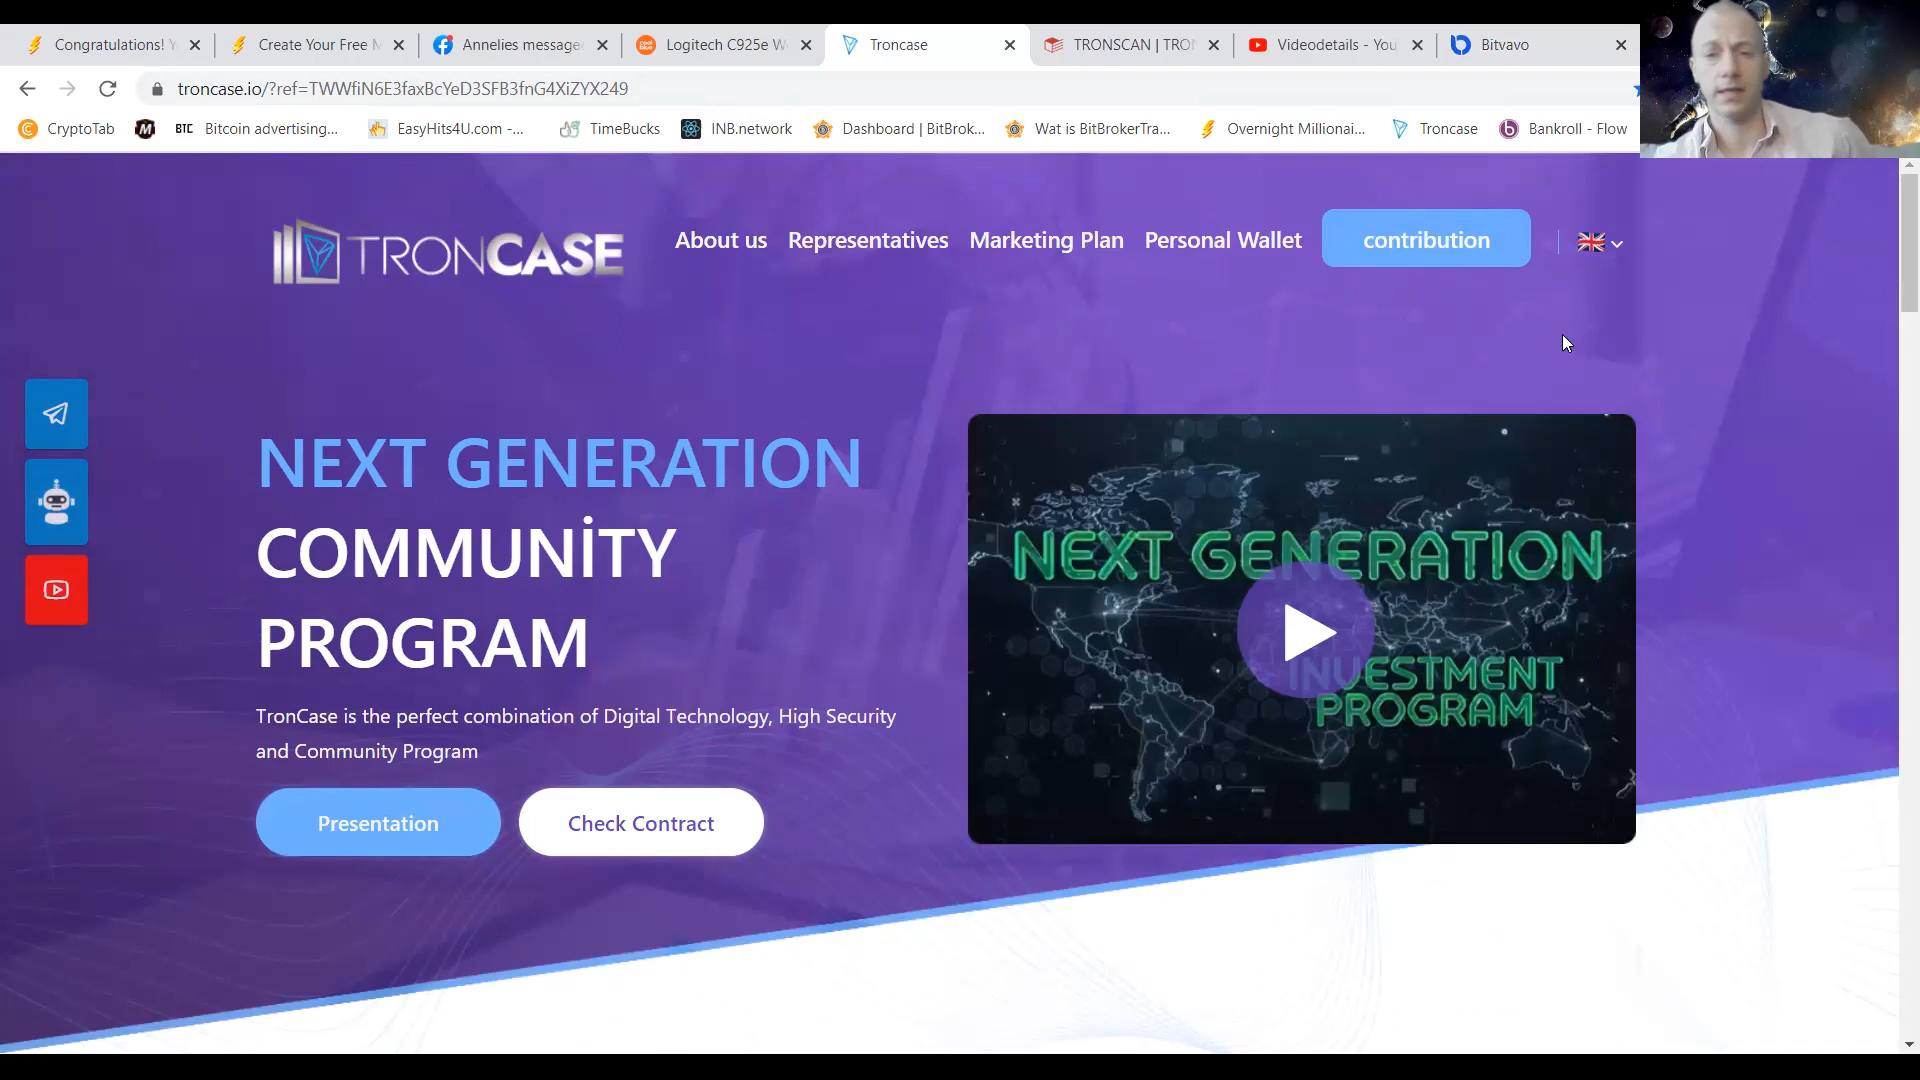 Congratulations! Y
Create Your Free M
Annelies message
Logitech C925e W
Troncase
TRONSCAN | TRON
Videodetails - You
Bitvavo
troncase.io/?ref=TWWfiN6E3faxBcYeD3SFB3fnG4XiZYX249
CryptoTab
M
BTC Bitcoin advertising...
EasyHits4U.com -...
TimeBucks
INB.network
Dashboard | BitBrok...
Wat is BitBrokerTra...
Overnight Millionai...
Troncase
Bankroll - Flow
TRONCASE
About us
Representatives
Marketing Plan
Personal Wallet
contribution
NEXT GENERATION
COMMUNİTY
PROGRAM
TronCase is the perfect combination of Digital Technology, High Security
and Community Program
Presentation
Check Contract
NEXT GENERATION
INVESTMENT
PROGRAM